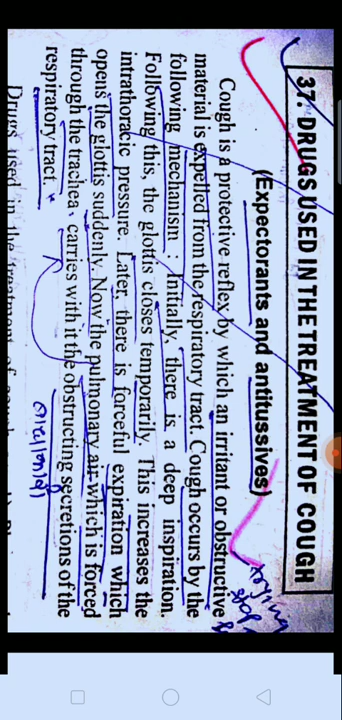 37. DRUGS USED IN THE TREATMENT OF COUGH
(Expectorants and antitussives)
Cough is a protective reflex by which an irritant or obstructive
material is expelled from the respiratory tract. Cough occurs by the
following mechanism : Initially, there is a deep inspiration.
Following this, the glottis closes temporarily. This increases the
intrathoracic pressure. Later, there is forceful expiration which
opens the glottis suddenly. Now, the pulmonary air which is forced
through the trachea, carries with it the obstructing secretions of the
respiratory tract.
Drugs used in the treatment of